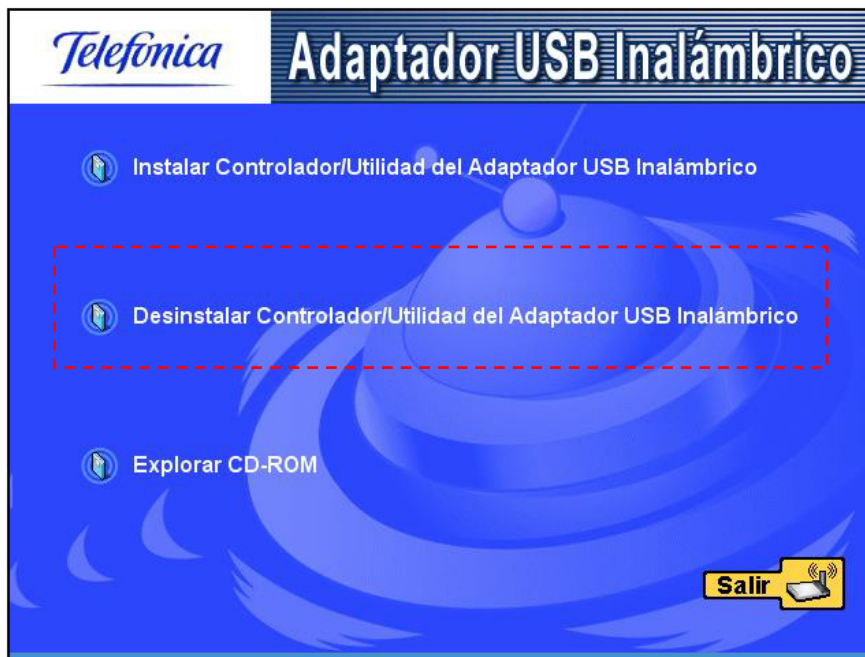 Telefónica
Adaptador USB Inalámbrico
Instalar Controlador/Utilidad del Adaptador USB Inalámbrico
Desinstalar Controlador/Utilidad del Adaptador USB Inalámbrico
Explorar CD-ROM
Salir